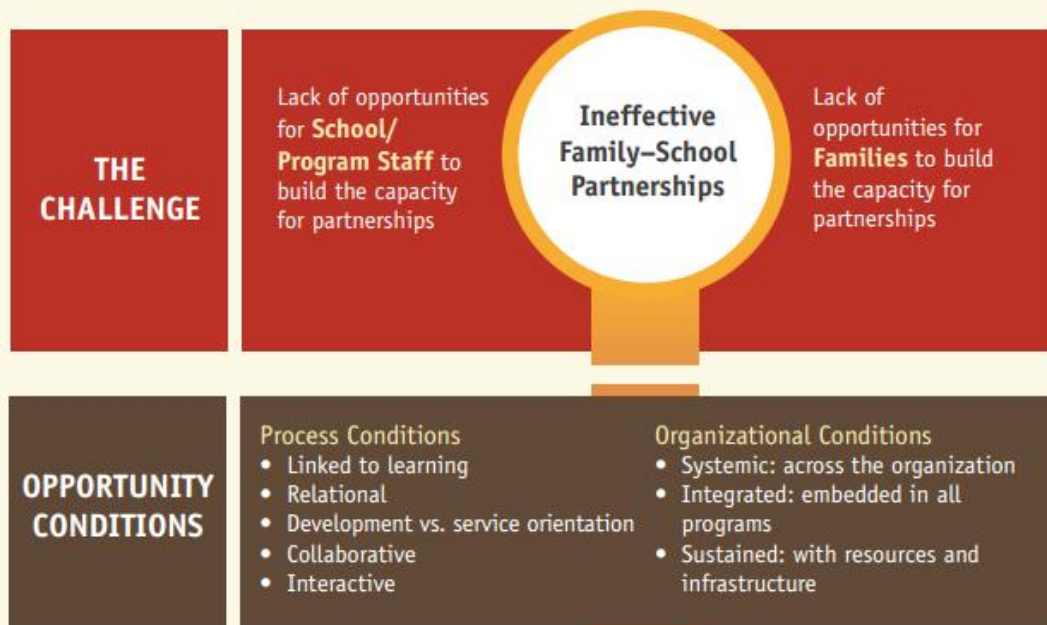 THE
CHALLENGE
Lack of opportunities
for School/
Program Staff to
build the capacity
for partnerships
Ineffective
Family–School
Partnerships
Lack of
opportunities for
Families to build
the capacity for
partnerships
OPPORTUNITY
CONDITIONS
Process Conditions
• Linked to learning
• Relational
• Development vs. service orientation
• Collaborative
• Interactive
Organizational Conditions
• Systemic: across the organization
• Integrated: embedded in all
programs
• Sustained: with resources and
infrastructure